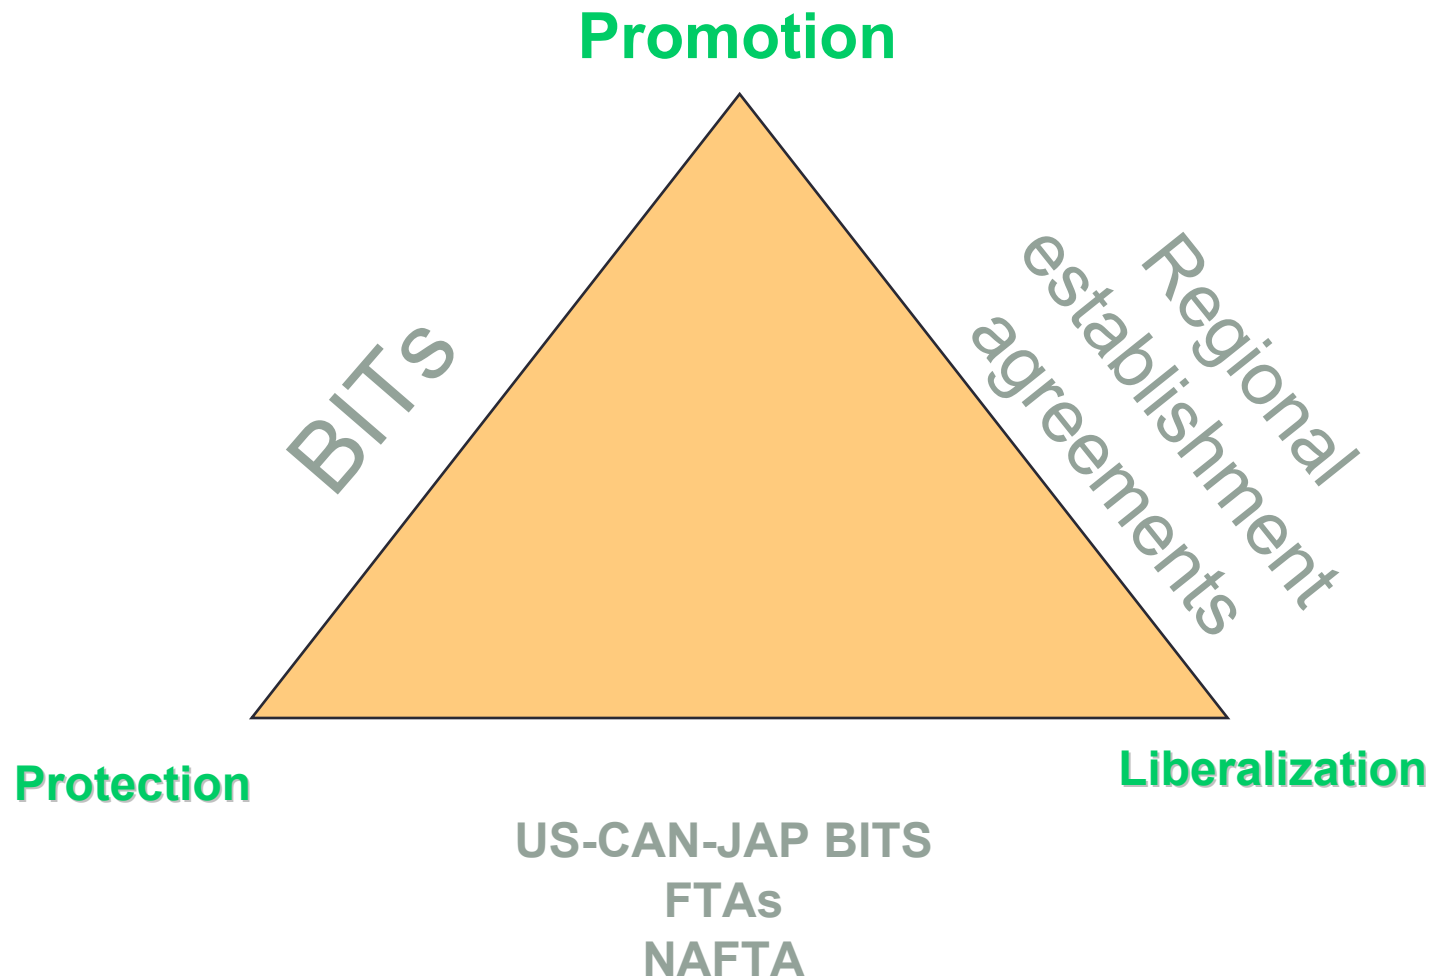 Promotion
BITs
Regional
establishment
agreements
Protection
Liberalization
US-CAN-JAP BITS
FTAs
NAFTA